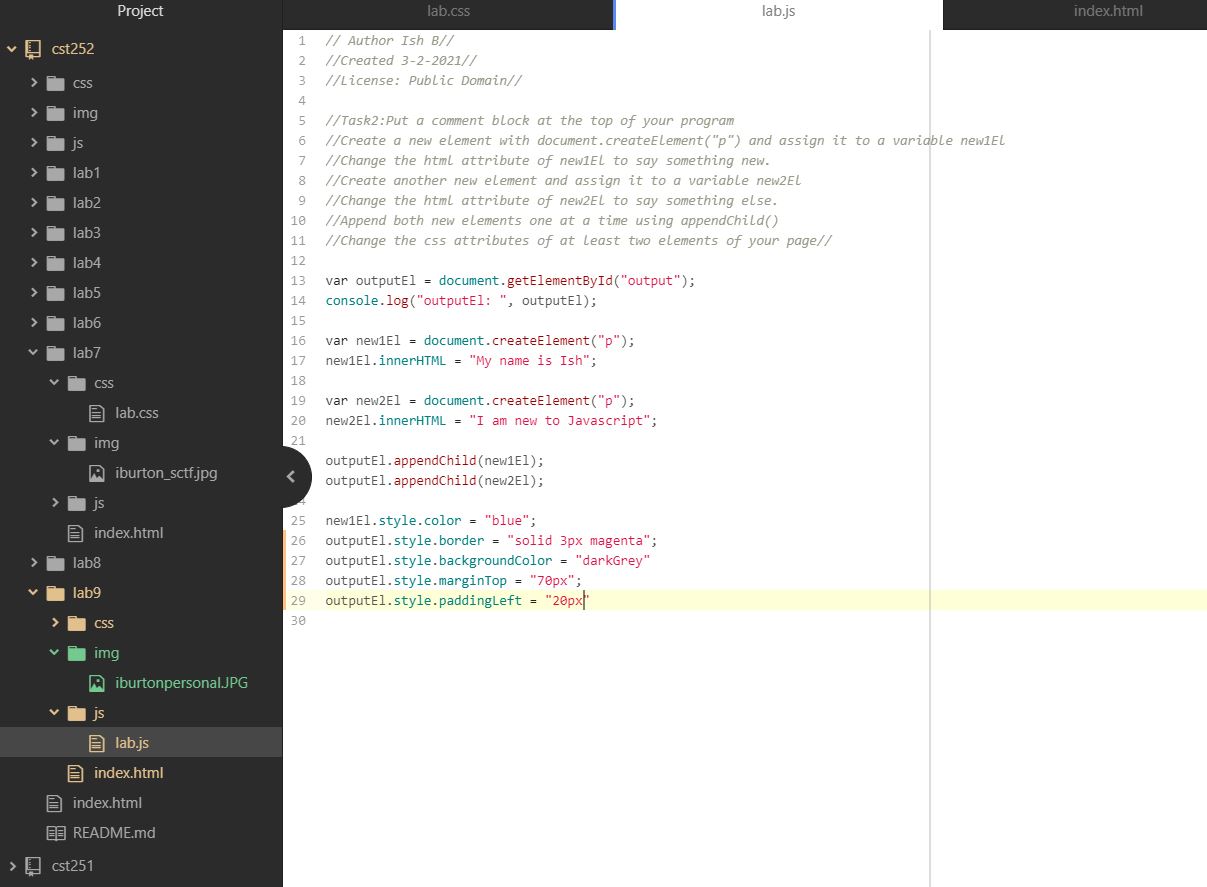 Project
cst252
css
img
js
lab1
lab2
lab3
lab4
lab5
lab6
lab7
css
lab.css
img
iburton_sctf.jpg
js
index.html
lab8
lab9
css
img
iburtonpersonal.JPG
js
lab.js
index.html
index.html
README.md
cst251
lab.css lab.js index.html
1 // Author Ish B//
2 //Created 3-2-2021//
3 //License: Public Domain//
4
5 //Task2:Put a comment block at the top of your program
6 //Create a new element with document.createElement("p") and assign it to a variable new1El
7 //Change the html attribute of new1El to say something new.
8 //Create another new element and assign it to a variable new2El
9 //Change the html attribute of new2El to say something else.
10 //Append both new elements one at a time using appendChild()
11 //Change the css attributes of at least two elements of your page//
12
13 var outputEl = document.getElementById("output");
14 console.log("outputEl: ", outputEl);
15
16 var new1El = document.createElement("p");
17 new1El.innerHTML = "My name is Ish";
18
19 var new2El = document.createElement("p");
20 new2El.innerHTML = "I am new to Javascript";
21
outputEl.appendChild(new1El);
outputEl.appendChild(new2El);
25 new1El.style.color = "blue";
26 outputEl.style.border = "solid 3px magenta";
27 outputEl.style.backgroundColor = "darkGrey"
28 outputEl.style.marginTop = "70px";
29 outputEl.style.paddingLeft = "20px"
30